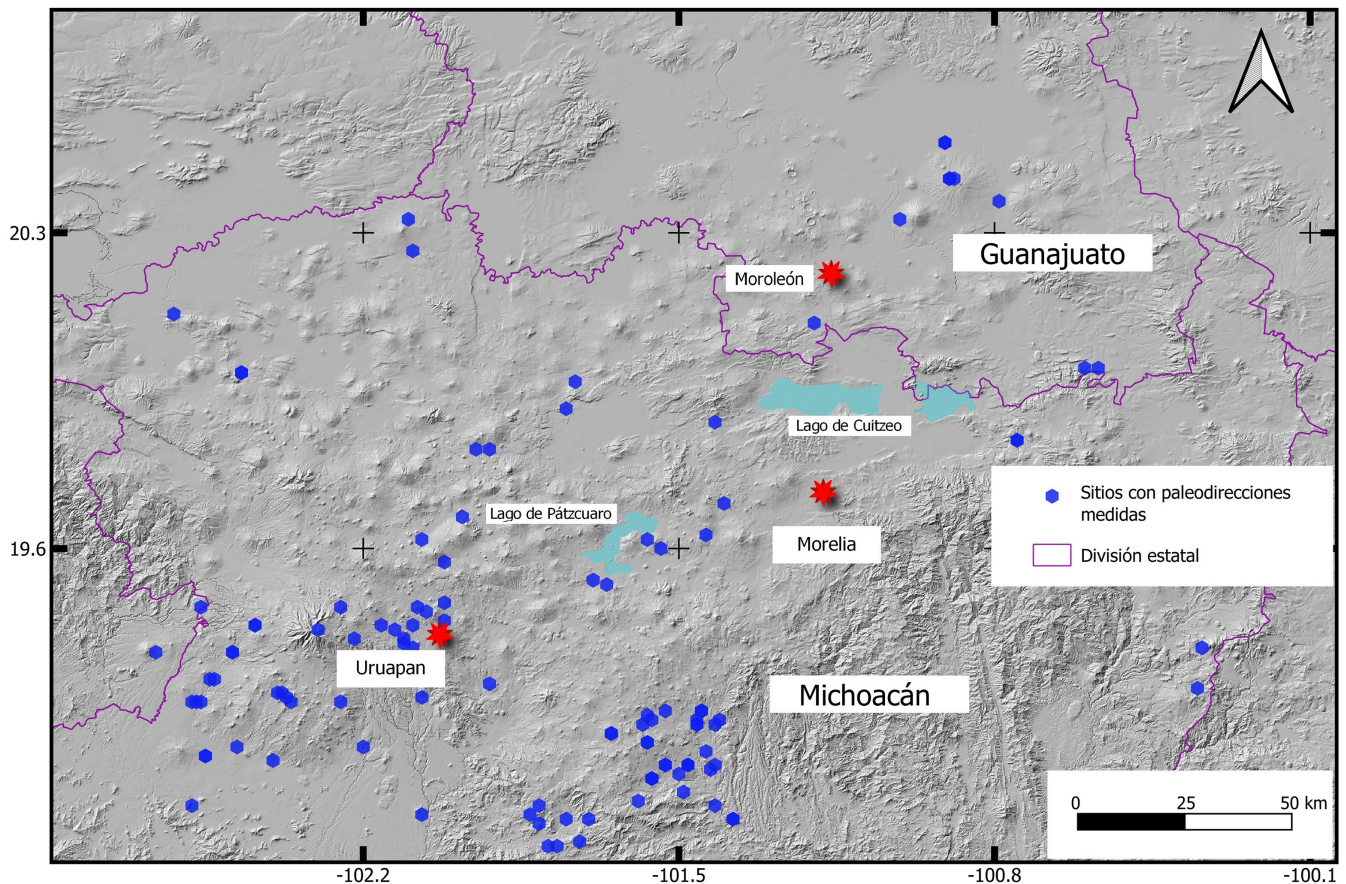 20.3
Guanajuato
Moroleón
Lago de Cuitzeo
Sitios con paleodirecciones
medidas
División estatal
Lago de Pátzcuaro
Morelia
19.6
Uruapan
Michoacán
0 25 50 km
-102.2 -101.5 -100.8 -100.1